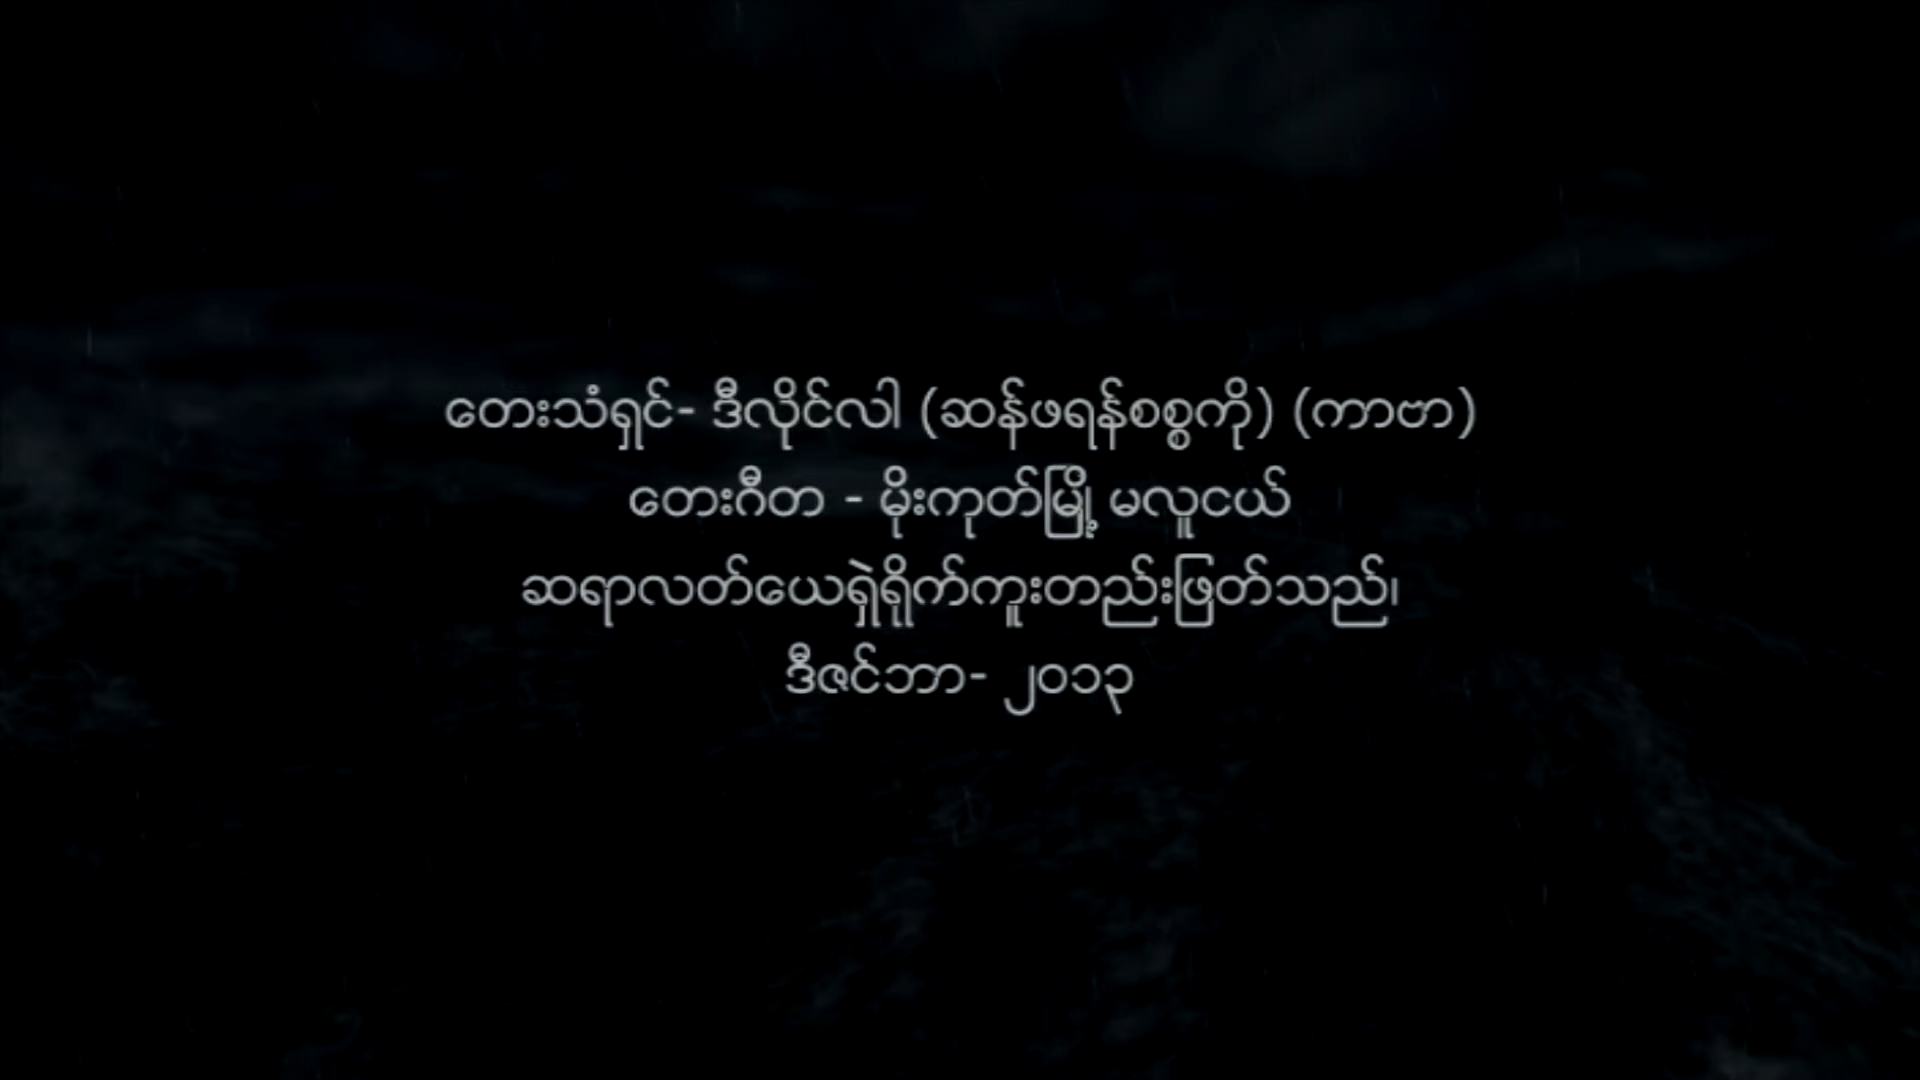 တေးသံရှင်- ဒီလိုင်လါ (ဆန်ဖရန်စစ္စကို) (ကာဗာ)
တေးဂီတ - မိုးကုတ်မြို့ မလူငယ်
ဆရာလတ်ယေရှဲရိုက်ကူးတည်းဖြတ်သည်၊
ဒီဇင်ဘာ- ၂၀၁၃